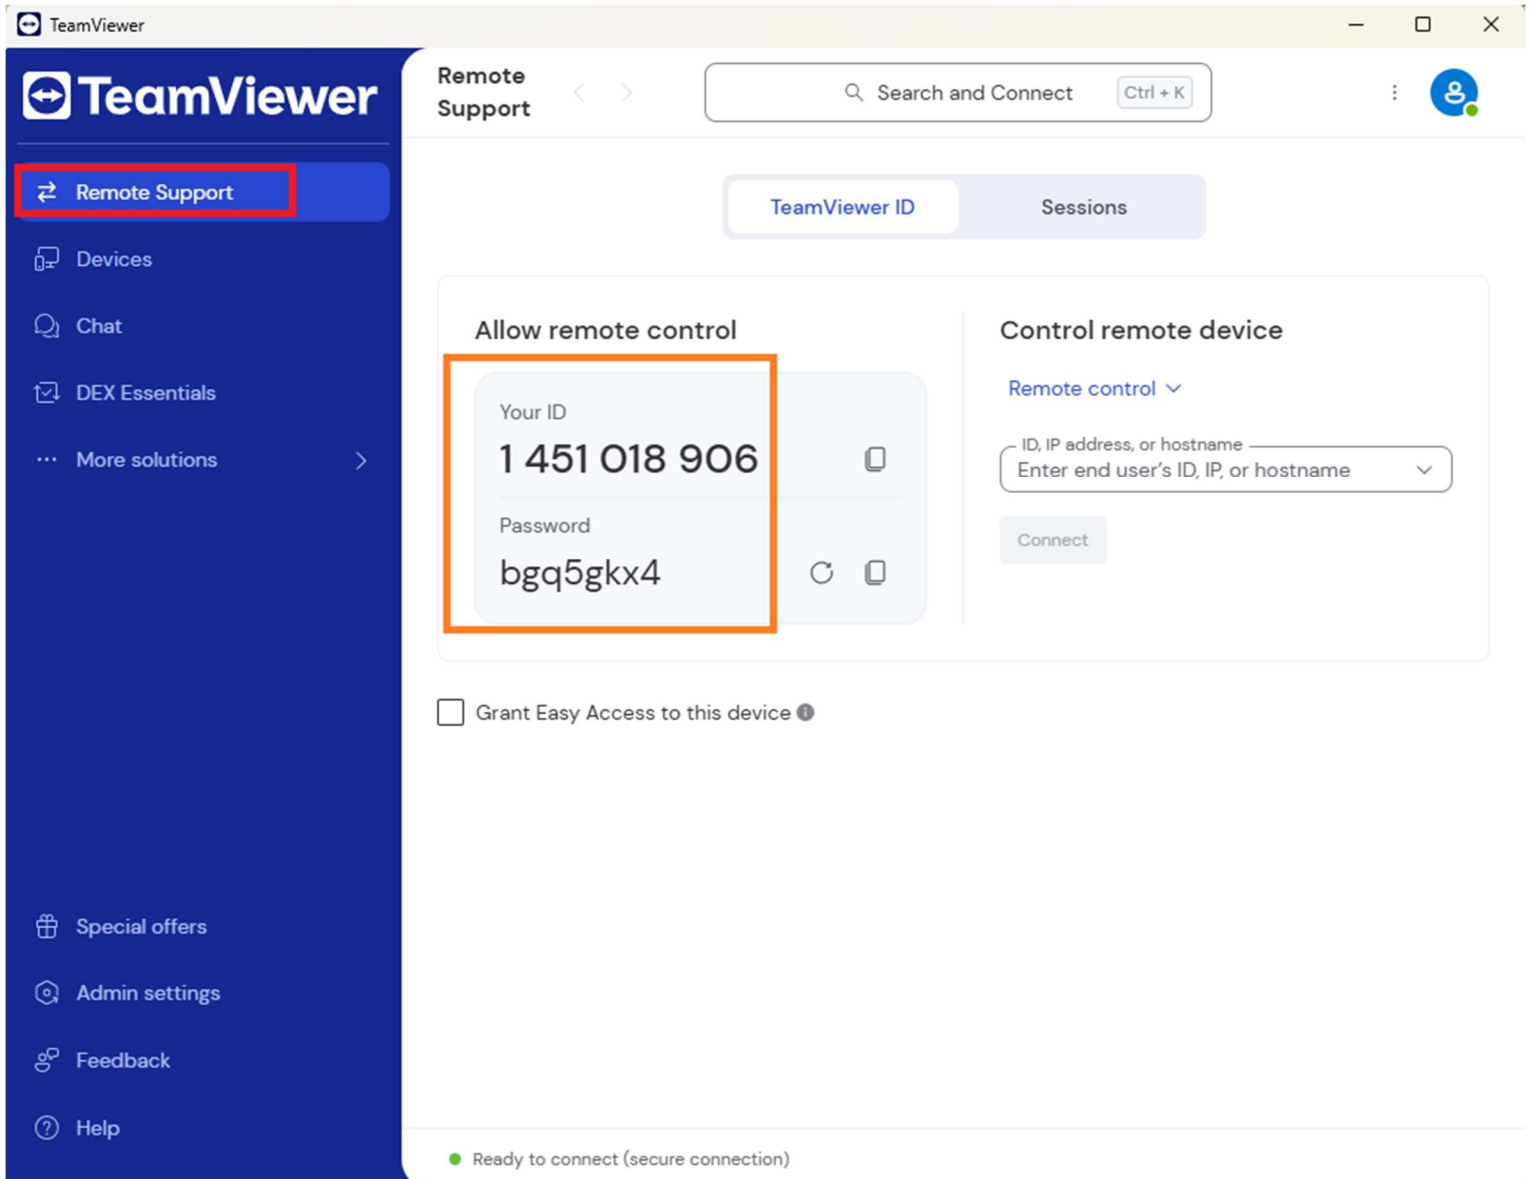 TeamViewer
TeamViewer
Remote Support
Devices
Chat
DEX Essentials
More solutions
Special offers
Admin settings
Feedback
Help
Remote
Support
Search and Connect
Ctrl + K
TeamViewer ID
Sessions
Allow remote control
Your ID
1 451 018 906
Password
bgq5gkx4
Control remote device
Remote control
ID, IP address, or hostname
Enter end user's ID, IP, or hostname
Connect
Grant Easy Access to this device
Ready to connect (secure connection)